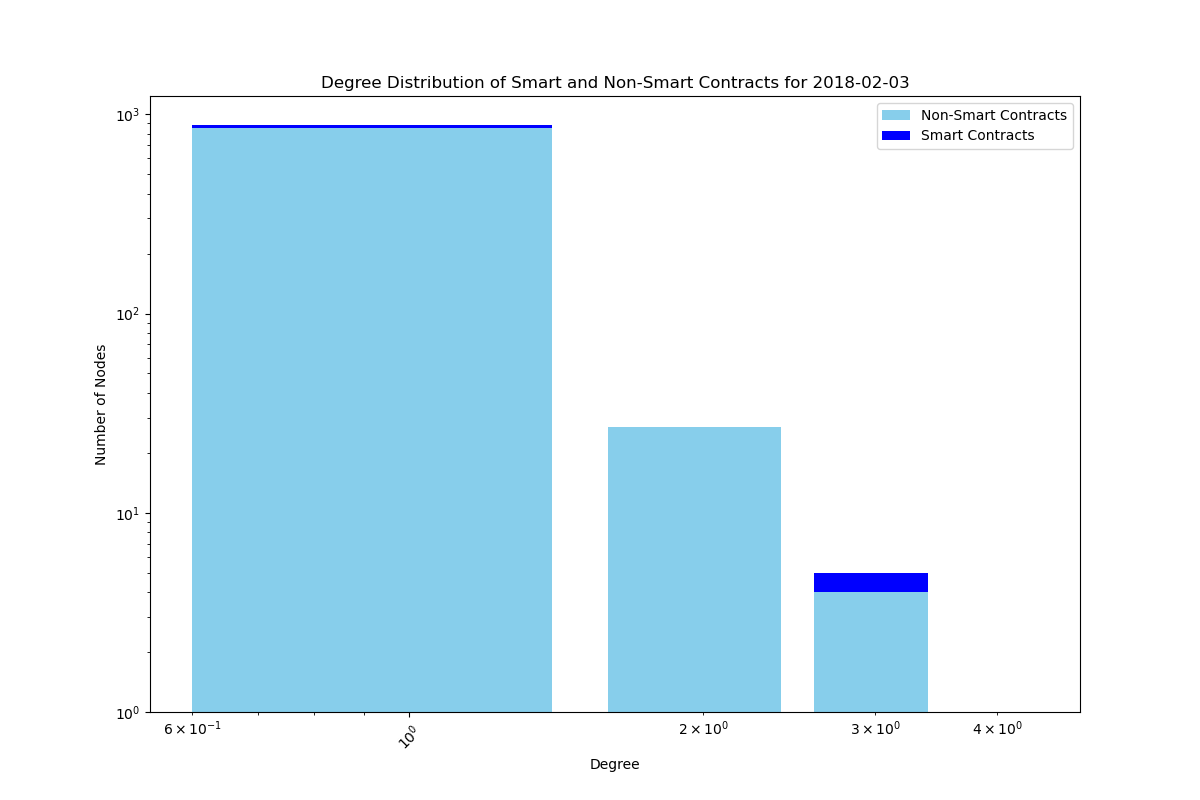 Degree Distribution of Smart and Non-Smart Contracts for 2018-02-03
Non-Smart Contracts
Smart Contracts
Number of Nodes
10³
10²
10¹
10⁰
6 × 10⁻¹
10⁰
2 × 10⁰
3 × 10⁰
4 × 10⁰
Degree